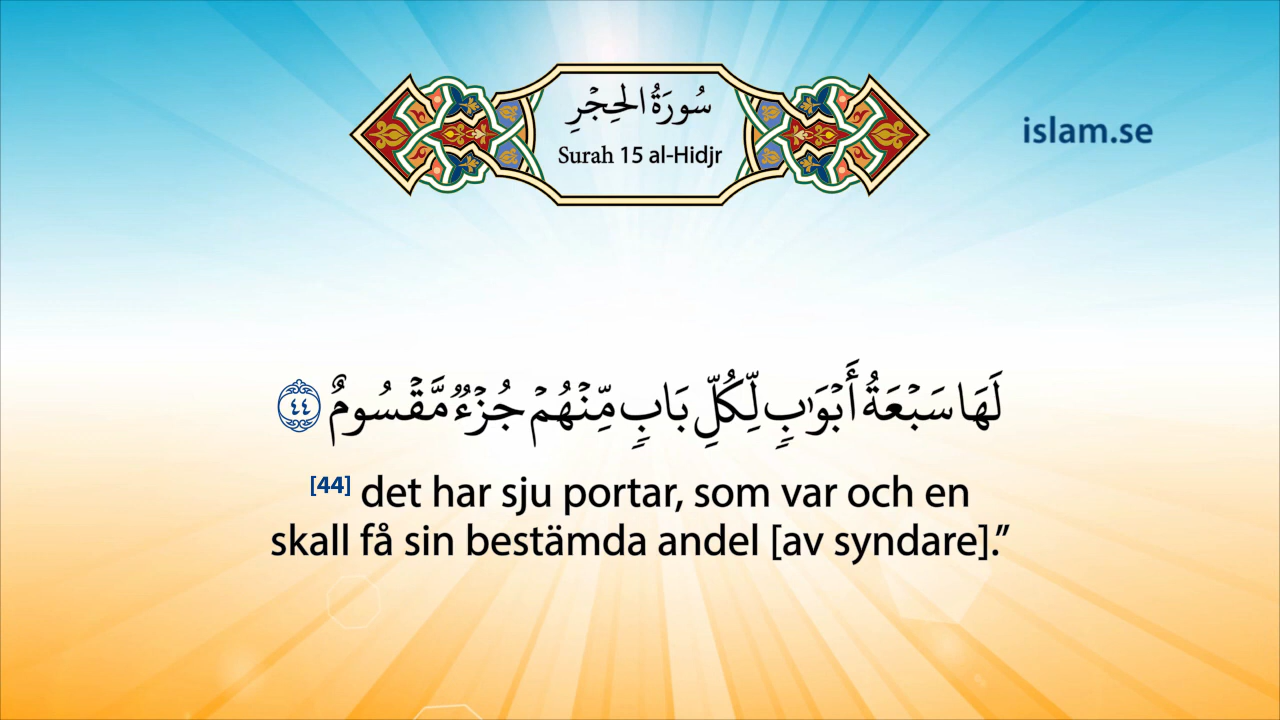 سُورَةُ الحِجْرِ
Surah 15 al-Hidjr
islam.se
لَهَا سَبْعَةُ أَبْوَٰبٍ لِّكُلِّ بَابٍ مِّنْهُمْ جُزْءٌ مَّقْسُومٌ ٤٤
[44] det har sju portar, som var och en
skall få sin bestämda andel [av syndare].”